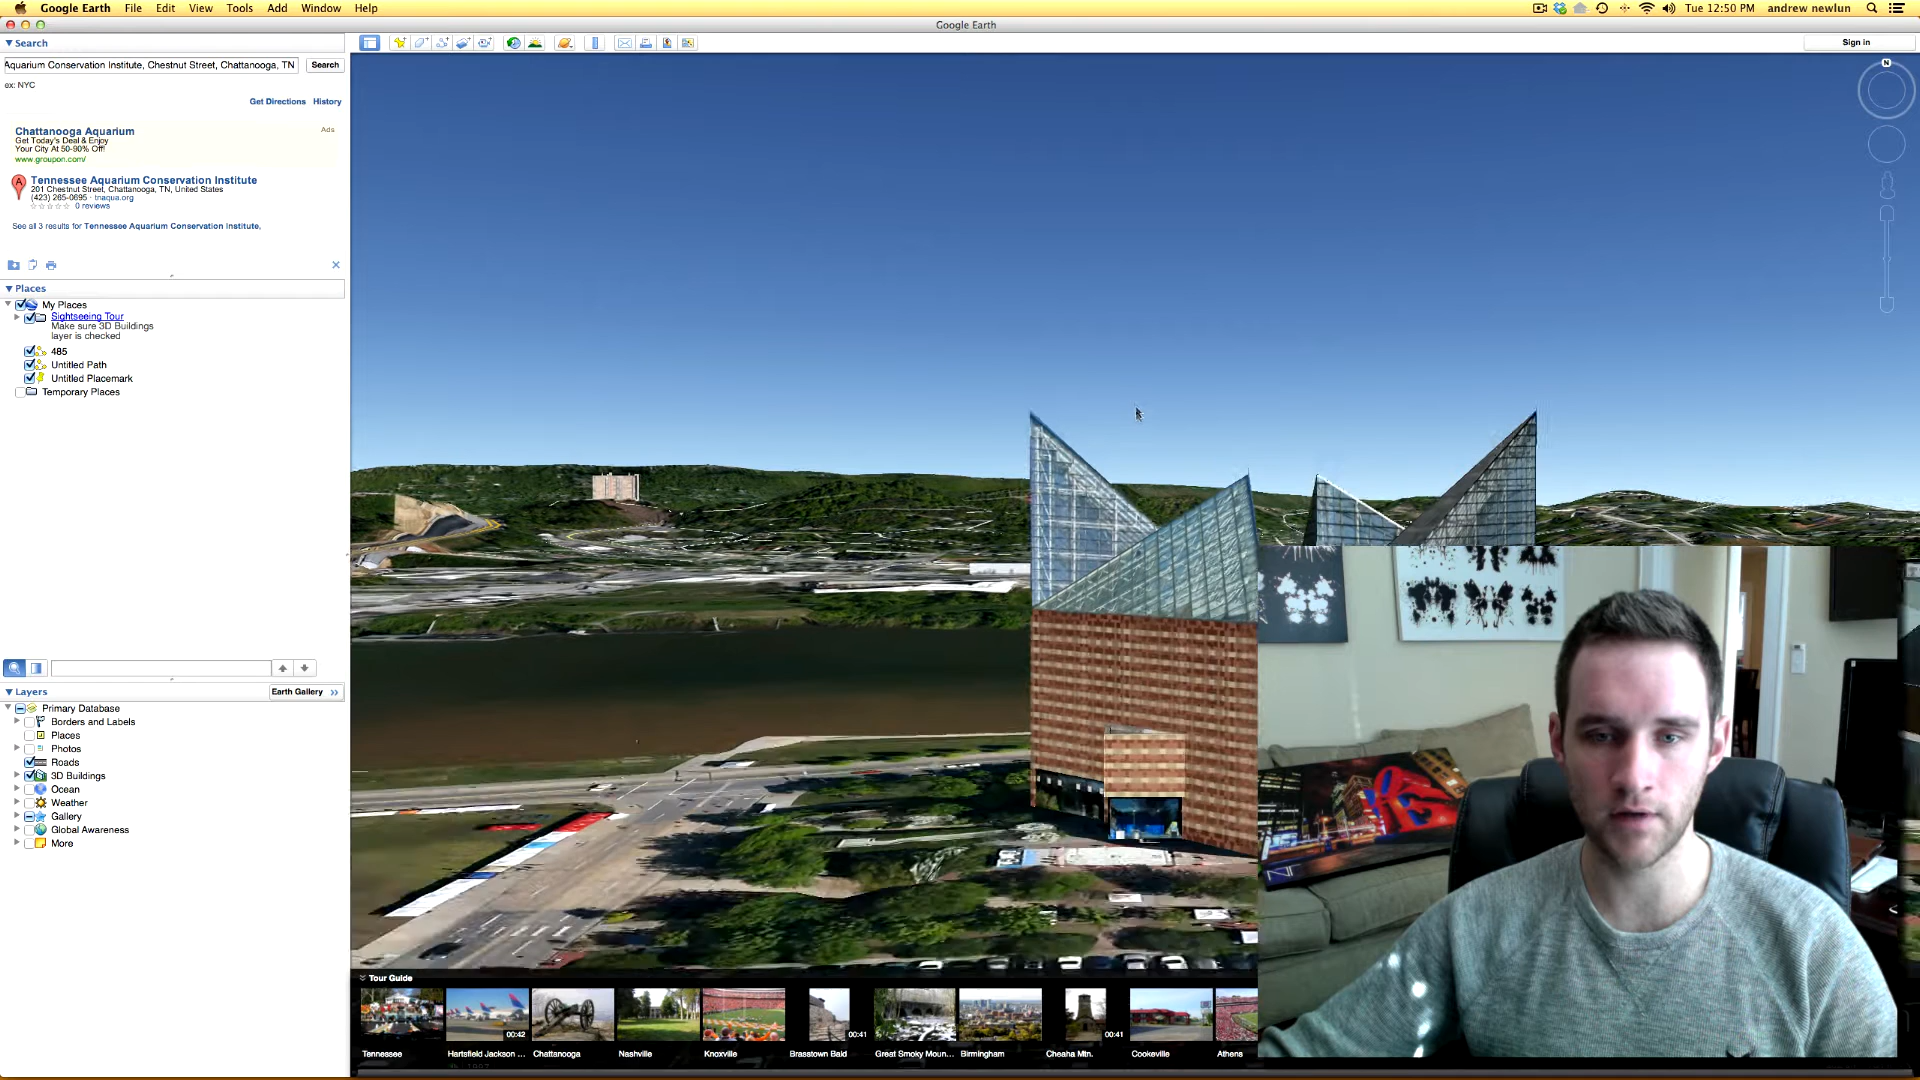 Google Earth File Edit View Tools Add Window Help
Tue 12:50 PM andrew newlun
Google Earth
Search
Aquarium Conservation Institute, Chestnut Street, Chattanooga, TN
Search
Sign in
N
ex: NYC
Get Directions History
Chattanooga Aquarium
Ads
Get Today's Deal & Enjoy
Your City At 50-90% Off!
www.groupon.com/
A
Tennessee Aquarium Conservation Institute
201 Chestnut Street, Chattanooga, TN, United States
(423) 265-0695 - tnaqua.org
0 reviews
See all 3 results for Tennessee Aquarium Conservation Institute,
Places
My Places
Sightseeing Tour
Make sure 3D Buildings
layer is checked
485
Untitled Path
Untitled Placemark
Temporary Places
Layers
Earth Gallery
Primary Database
Borders and Labels
Places
Photos
Roads
3D Buildings
Ocean
Weather
Gallery
Global Awareness
More
Tour Guide
00:42
00:41
00:41
Tennessee
Hartsfield Jackson ...
Chattanooga
Nashville
Knoxville
Brasstown Bald
Great Smoky Moun...
Birmingham
Cheaha Mtn.
Cookeville
Athens